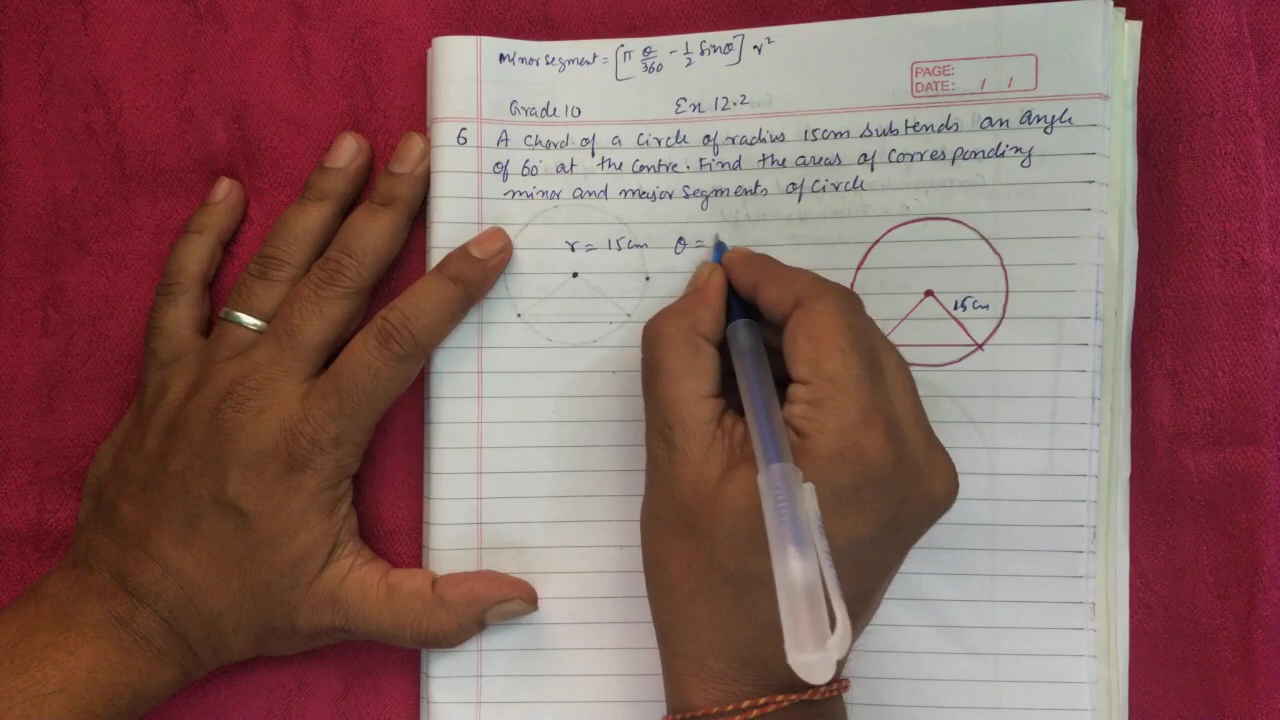 Minor segment = [π θ/360 - 1/2 Sinθ] r²
PAGE:
DATE: / /
Grade 10 Ex 12.2
6 A chord of a circle of radius 15cm subtends an angle
of 60° at the centre. Find the areas of corresponding
minor and major segments of circle
r = 15cm θ =
15cm